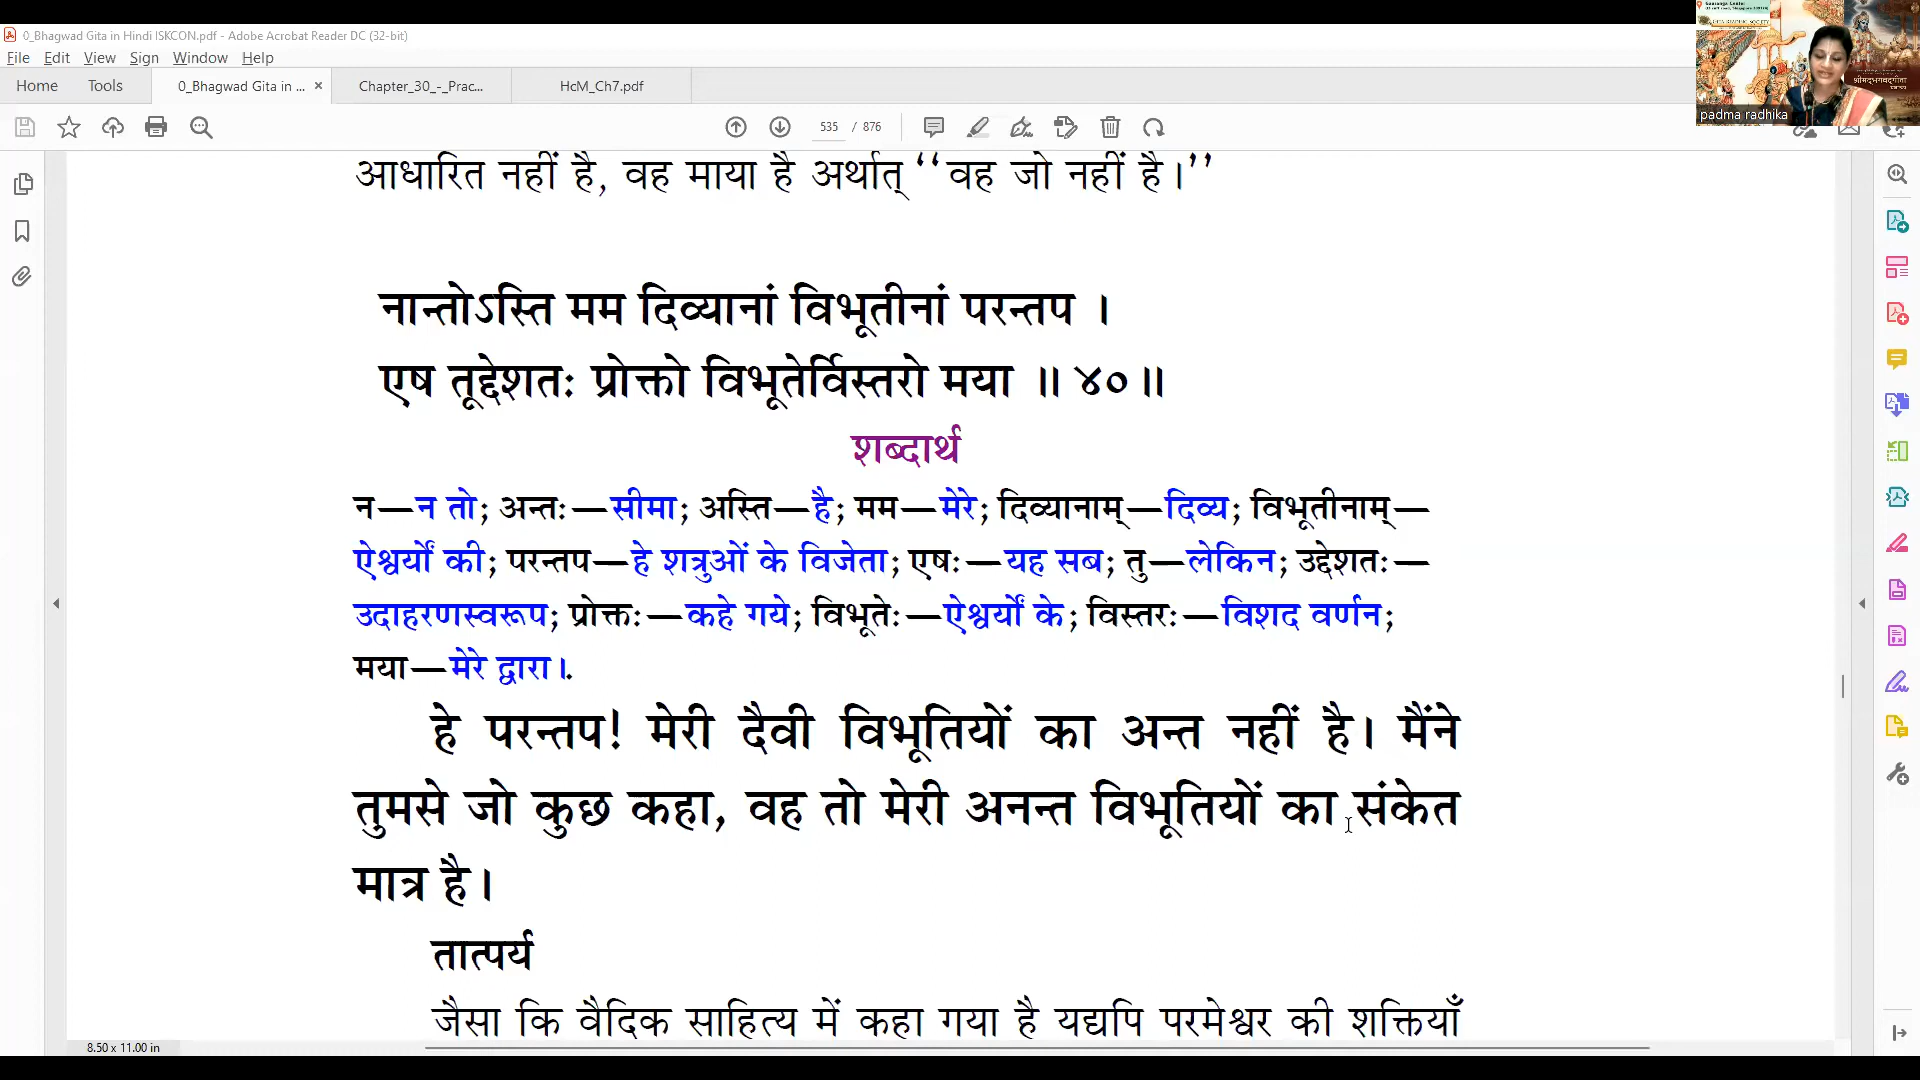 0_Bhagwad Gita in Hindi ISKCON.pdf - Adobe Acrobat Reader DC (32-bit)
File Edit View Sign Window Help
Home Tools 0_Bhagwad Gita in ... × Chapter_30_-_Prac... HcM_Ch7.pdf
535 / 876
padma radhika
आधारित नहीं है, वह माया है अर्थात् “वह जो नहीं है।”
नान्तोऽस्ति मम दिव्यानां विभूतीनां परन्तप ।
एष तूद्देशतः प्रोक्तो विभूतेर्विस्तरो मया ॥ ४०॥
शब्दार्थ
न—न तो; अन्तः—सीमा; अस्ति—है; मम—मेरे; दिव्यानाम्—दिव्य; विभूतीनाम्—
ऐश्वर्यों की; परन्तप—हे शत्रुओं के विजेता; एषः—यह सब; तु—लेकिन; उद्देशतः—
उदाहरणस्वरूप; प्रोक्तः—कहे गये; विभूतेः—ऐश्वर्यों के; विस्तरः—विशद वर्णन;
मया—मेरे द्वारा।.
हे परन्तप! मेरी दैवी विभूतियों का अन्त नहीं है। मैंने
तुमसे जो कुछ कहा, वह तो मेरी अनन्त विभूतियों का संकेत
मात्र है।
तात्पर्य
जैसा कि वैदिक साहित्य में कहा गया है यद्यपि परमेश्वर की शक्तियाँ
8.50 x 11.00 in